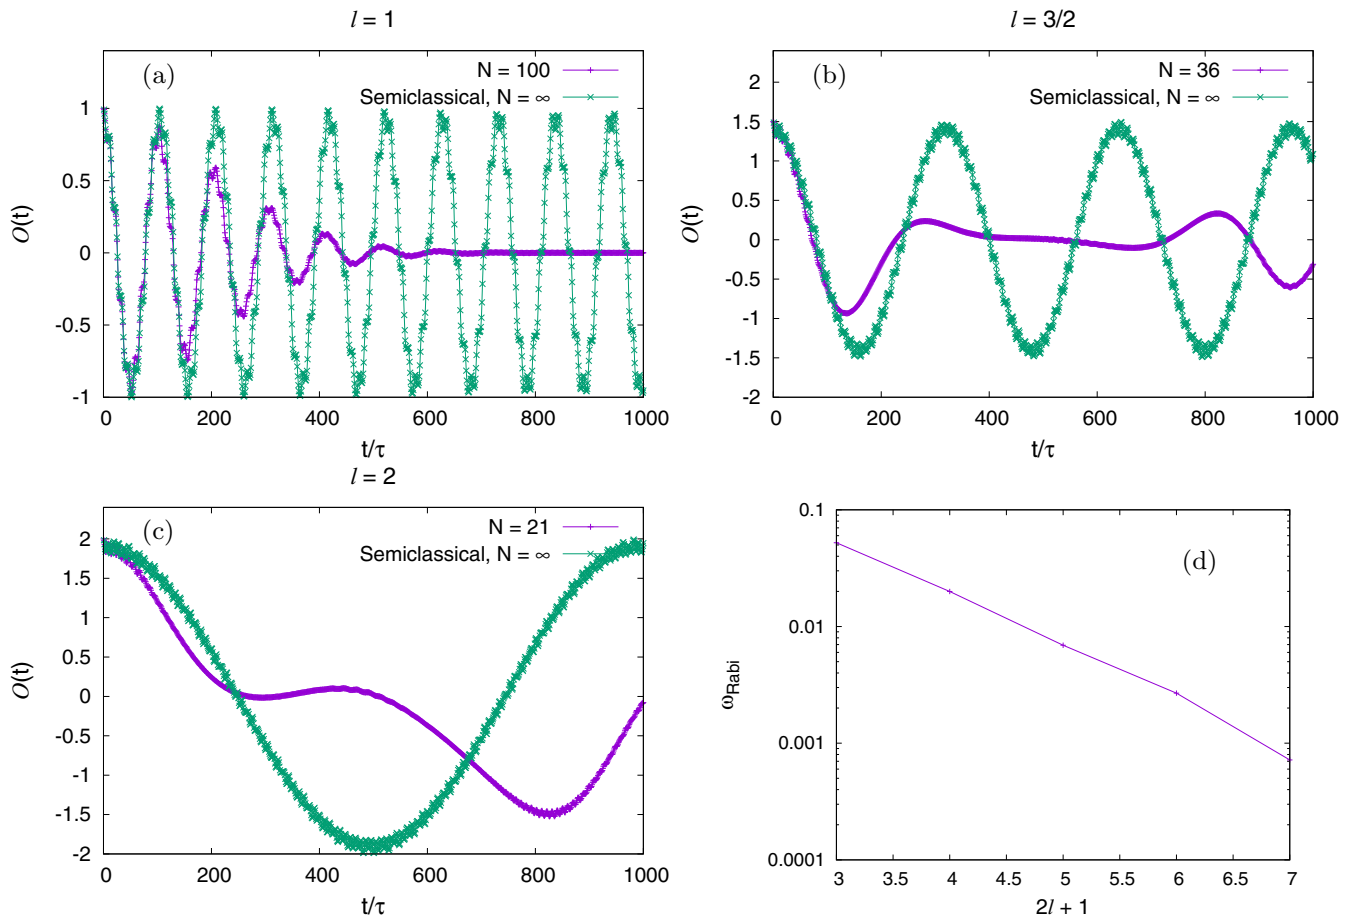 l = 1
(a)
N = 100
Semiclassical, N = ∞
O(t)
1
0.5
0
-0.5
-1
0 200 400 600 800 1000
t/τ
l = 3/2
(b)
N = 36
Semiclassical, N = ∞
O(t)
2
1.5
1
0.5
0
-0.5
-1
-1.5
-2
0 200 400 600 800 1000
t/τ
l = 2
(c)
N = 21
Semiclassical, N = ∞
O(t)
2
1.5
1
0.5
0
-0.5
-1
-1.5
-2
0 200 400 600 800 1000
t/τ
(d)
ωRabi
0.1
0.01
0.001
0.0001
3 3.5 4 4.5 5 5.5 6 6.5 7
2l + 1